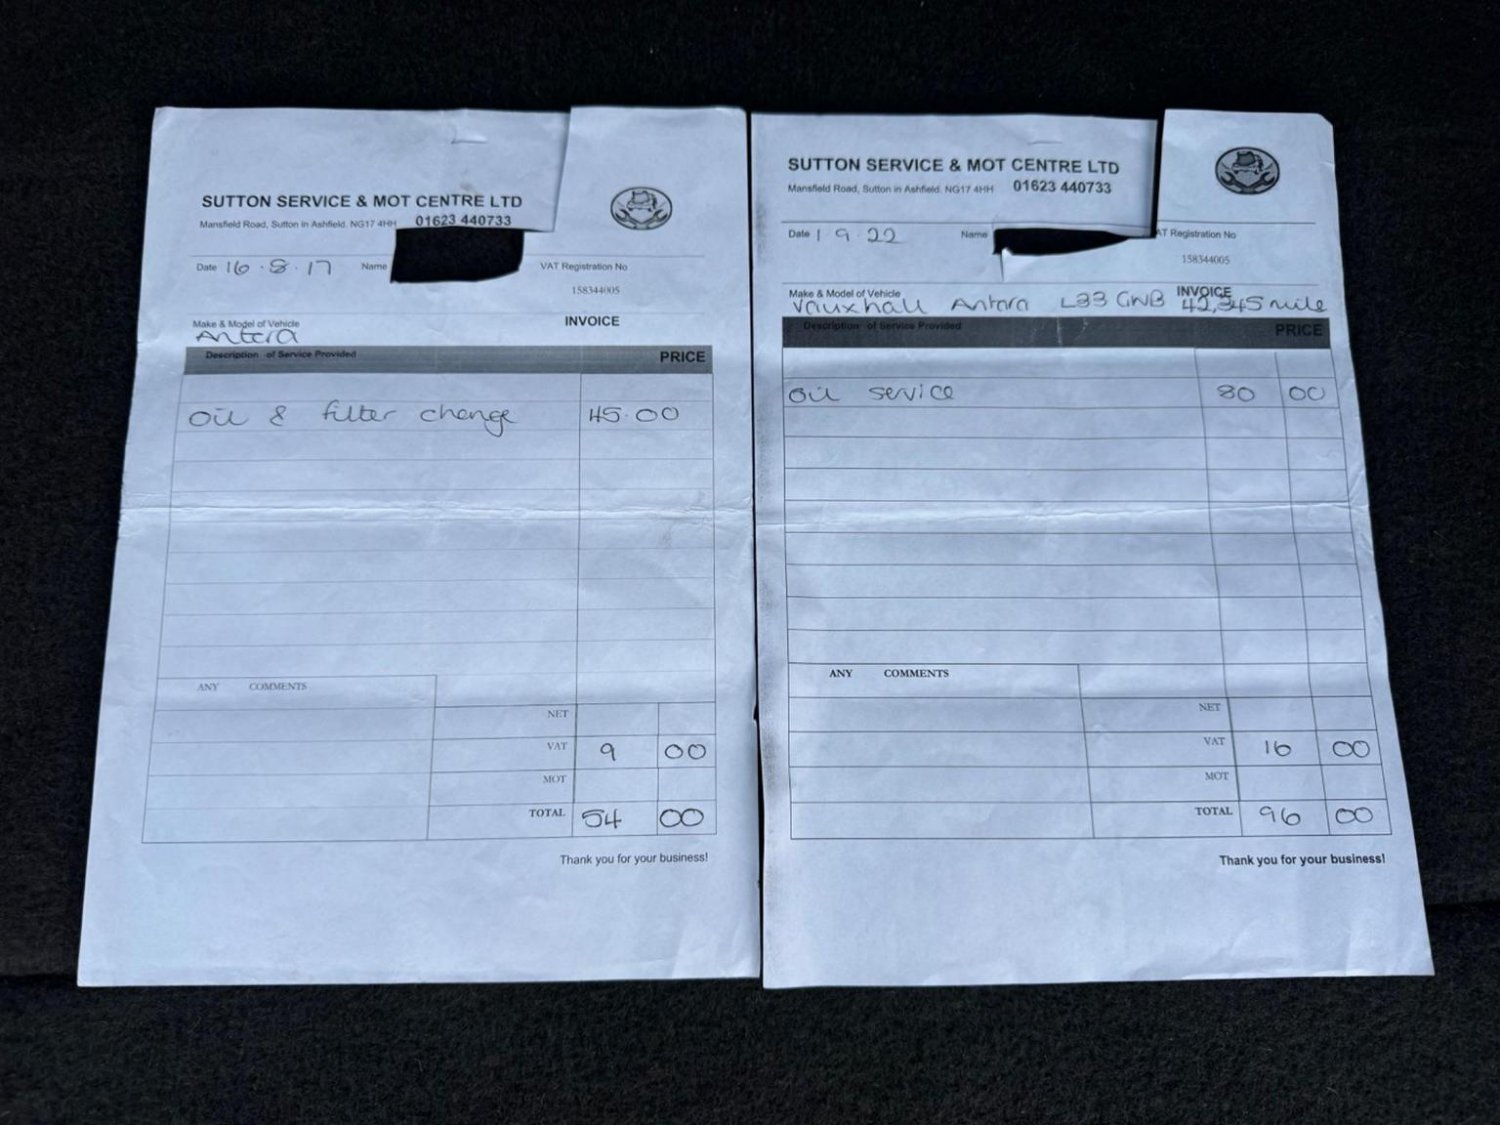 SUTTON SERVICE & MOT CENTRE LTD
Mansfield Road, Sutton in Ashfield. NG17 4HH 01623 440733
Date 16.8.17 Name
VAT Registration No
158344005
Make & Model of Vehicle INVOICE
Antara
Description of Service Provided PRICE
Oil & filter change 45.00
ANY COMMENTS
NET
VAT 9 00
MOT
TOTAL 54 00
Thank you for your business!
SUTTON SERVICE & MOT CENTRE LTD
Mansfield Road, Sutton in Ashfield. NG17 4HH 01623 440733
Date 1 9.22 Name
AT Registration No
158344005
Make & Model of Vehicle INVOICE
Vauxhall Antara L33 GWB 42,345 mile
Description of Service Provided PRICE
Oil service 80 00
ANY COMMENTS
NET
VAT 16 00
MOT
TOTAL 96 00
Thank you for your business!